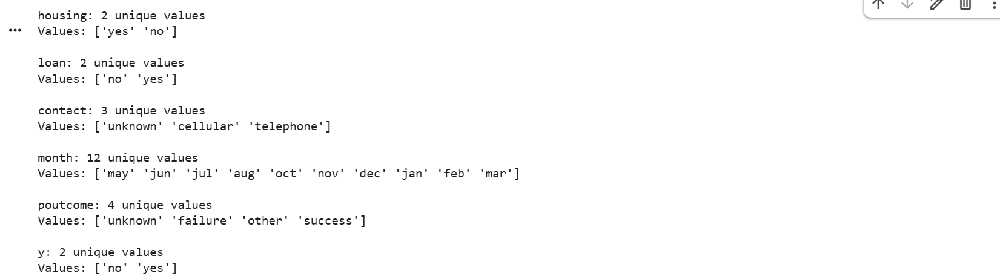 housing: 2 unique values
Values: ['yes' 'no']
loan: 2 unique values
Values: ['no' 'yes']
contact: 3 unique values
Values: ['unknown' 'cellular' 'telephone']
month: 12 unique values
Values: ['may' 'jun' 'jul' 'aug' 'oct' 'nov' 'dec' 'jan' 'feb' 'mar']
poutcome: 4 unique values
Values: ['unknown' 'failure' 'other' 'success']
y: 2 unique values
Values: ['no' 'yes']